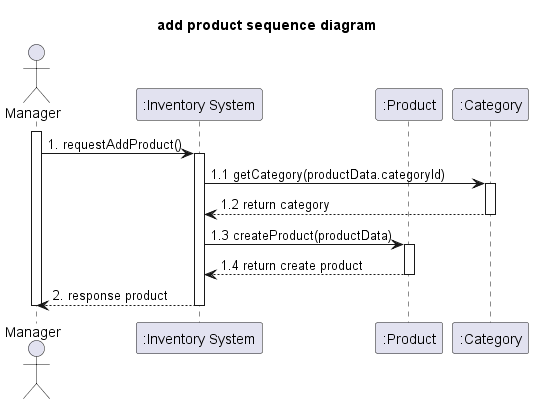 add product sequence diagram
Manager
:Inventory System
:Product
:Category
1. requestAddProduct()
1.1 getCategory(productData.categoryId)
1.2 return category
1.3 createProduct(productData)
1.4 return create product
2. response product
Manager
:Inventory System
:Product
:Category